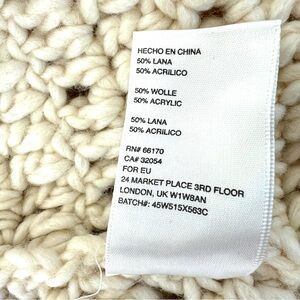 HECHO EN CHINA
50% LANA
50% ACRILICO
50% WOLLE
50% ACRYLIC
50% LANA
50% ACRILICO
RN# 66170
CA# 32054
FOR EU
24 MARKET PLACE 3RD FLOOR
LONDON, UK W1W8AN
BATCH#: 45W515X563C